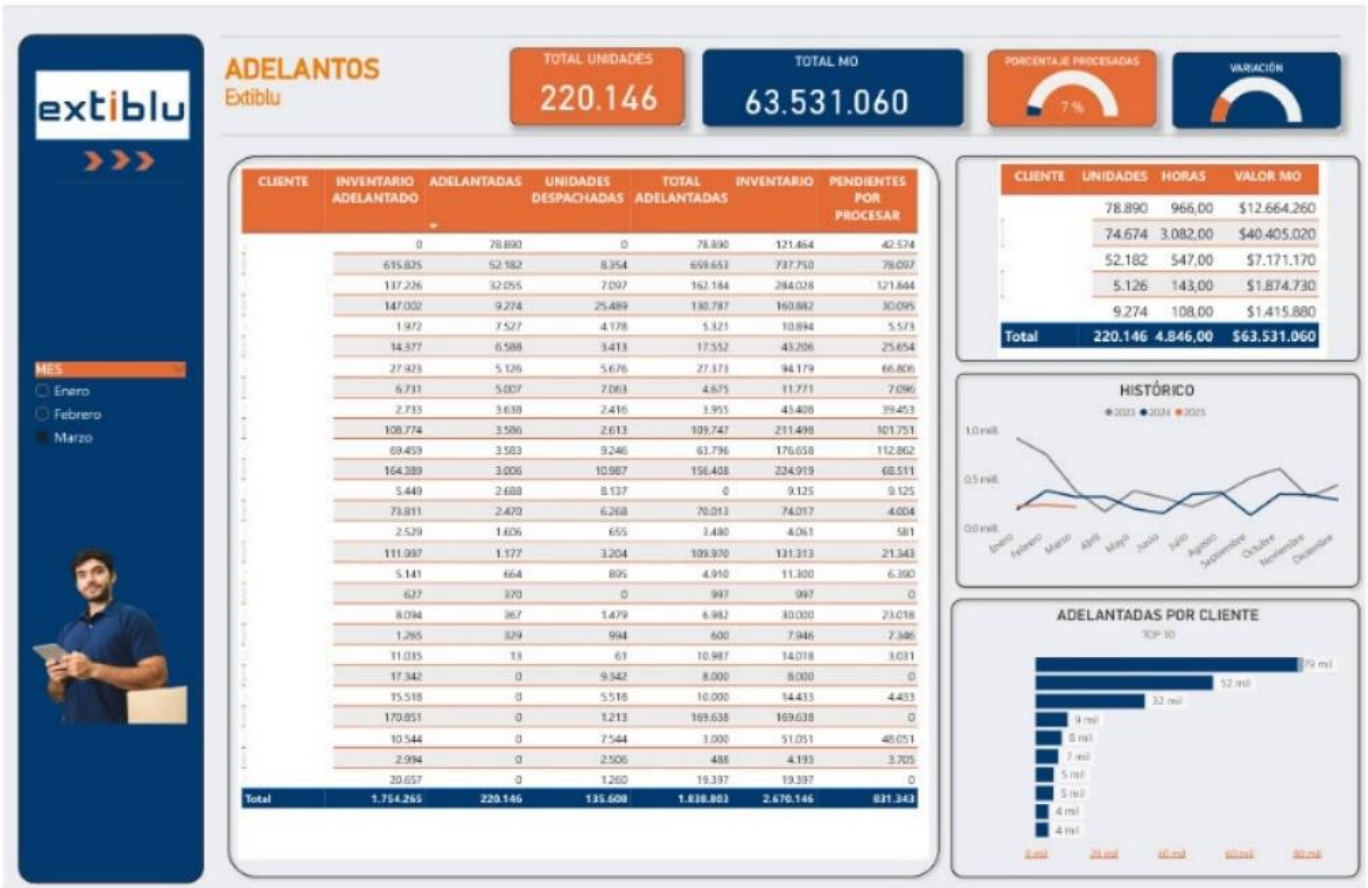 extiblu
ADELANTOS
Extiblu
TOTAL UNIDADES
220.146
TOTAL MO
63.531.060
PORCENTAJE PROCESADAS
7 %
VARIACIÓN
MES
Enero
Febrero
Marzo
CLIENTE INVENTARIO ADELANTADO ADELANTADAS UNIDADES DESPACHADAS TOTAL ADELANTADAS INVENTARIO PENDIENTES POR PROCESAR
0 78.890 0 78.890 121.464 42.574
615.825 52.182 8.354 659.653 737.750 78.097
137.226 32.055 7.097 162.184 284.028 121.844
147.002 9.274 25.489 130.787 160.882 30.095
1.972 7.527 4.178 5.321 10.894 5.573
14.377 6.588 3.413 17.552 43.206 25.654
27.923 5.126 5.676 27.373 94.179 66.806
6.731 5.007 7.063 4.675 11.771 7.096
2.733 3.638 2.416 3.955 43.408 39.453
108.774 3.586 2.613 109.747 211.498 101.751
69.459 3.583 9.246 63.796 176.658 112.862
164.389 3.006 10.987 156.408 224.919 68.511
5.449 2.688 8.137 0 9.125 9.125
73.811 2.470 6.268 70.013 74.017 4.004
2.529 1.606 655 3.480 4.061 581
111.997 1.177 3.204 109.970 131.313 21.343
5.141 664 895 4.910 11.300 6.390
627 370 0 997 997 0
8.094 367 1.479 6.982 30.000 23.018
1.265 329 994 600 7.946 7.346
11.035 13 61 10.987 14.018 3.031
17.342 0 9.342 8.000 8.000 0
15.518 0 5.518 10.000 14.433 4.433
170.851 0 1.213 169.638 169.638 0
10.544 0 7.544 3.000 51.051 48.051
2.994 0 2.506 488 4.193 3.705
20.657 0 1.260 19.397 19.397 0
Total 1.754.265 220.146 135.608 1.838.803 2.670.146 831.343
CLIENTE UNIDADES HORAS VALOR MO
78.890 966,00 $12.664.260
74.674 3.082,00 $40.405.020
52.182 547,00 $7.171.170
5.126 143,00 $1.874.730
9.274 108,00 $1.415.880
Total 220.146 4.846,00 $63.531.060
HISTÓRICO
2023 2024 2025
1.0 mill.
0.5 mill.
0.0 mill.
Enero Febrero Marzo Abril Mayo Junio Julio Agosto Septiembre Octubre Noviembre Diciembre
ADELANTADAS POR CLIENTE
TOP 10
79 mil
52 mil
32 mil
9 mil
8 mil
7 mil
5 mil
5 mil
4 mil
4 mil
0 mil 20 mil 40 mil 60 mil 80 mil